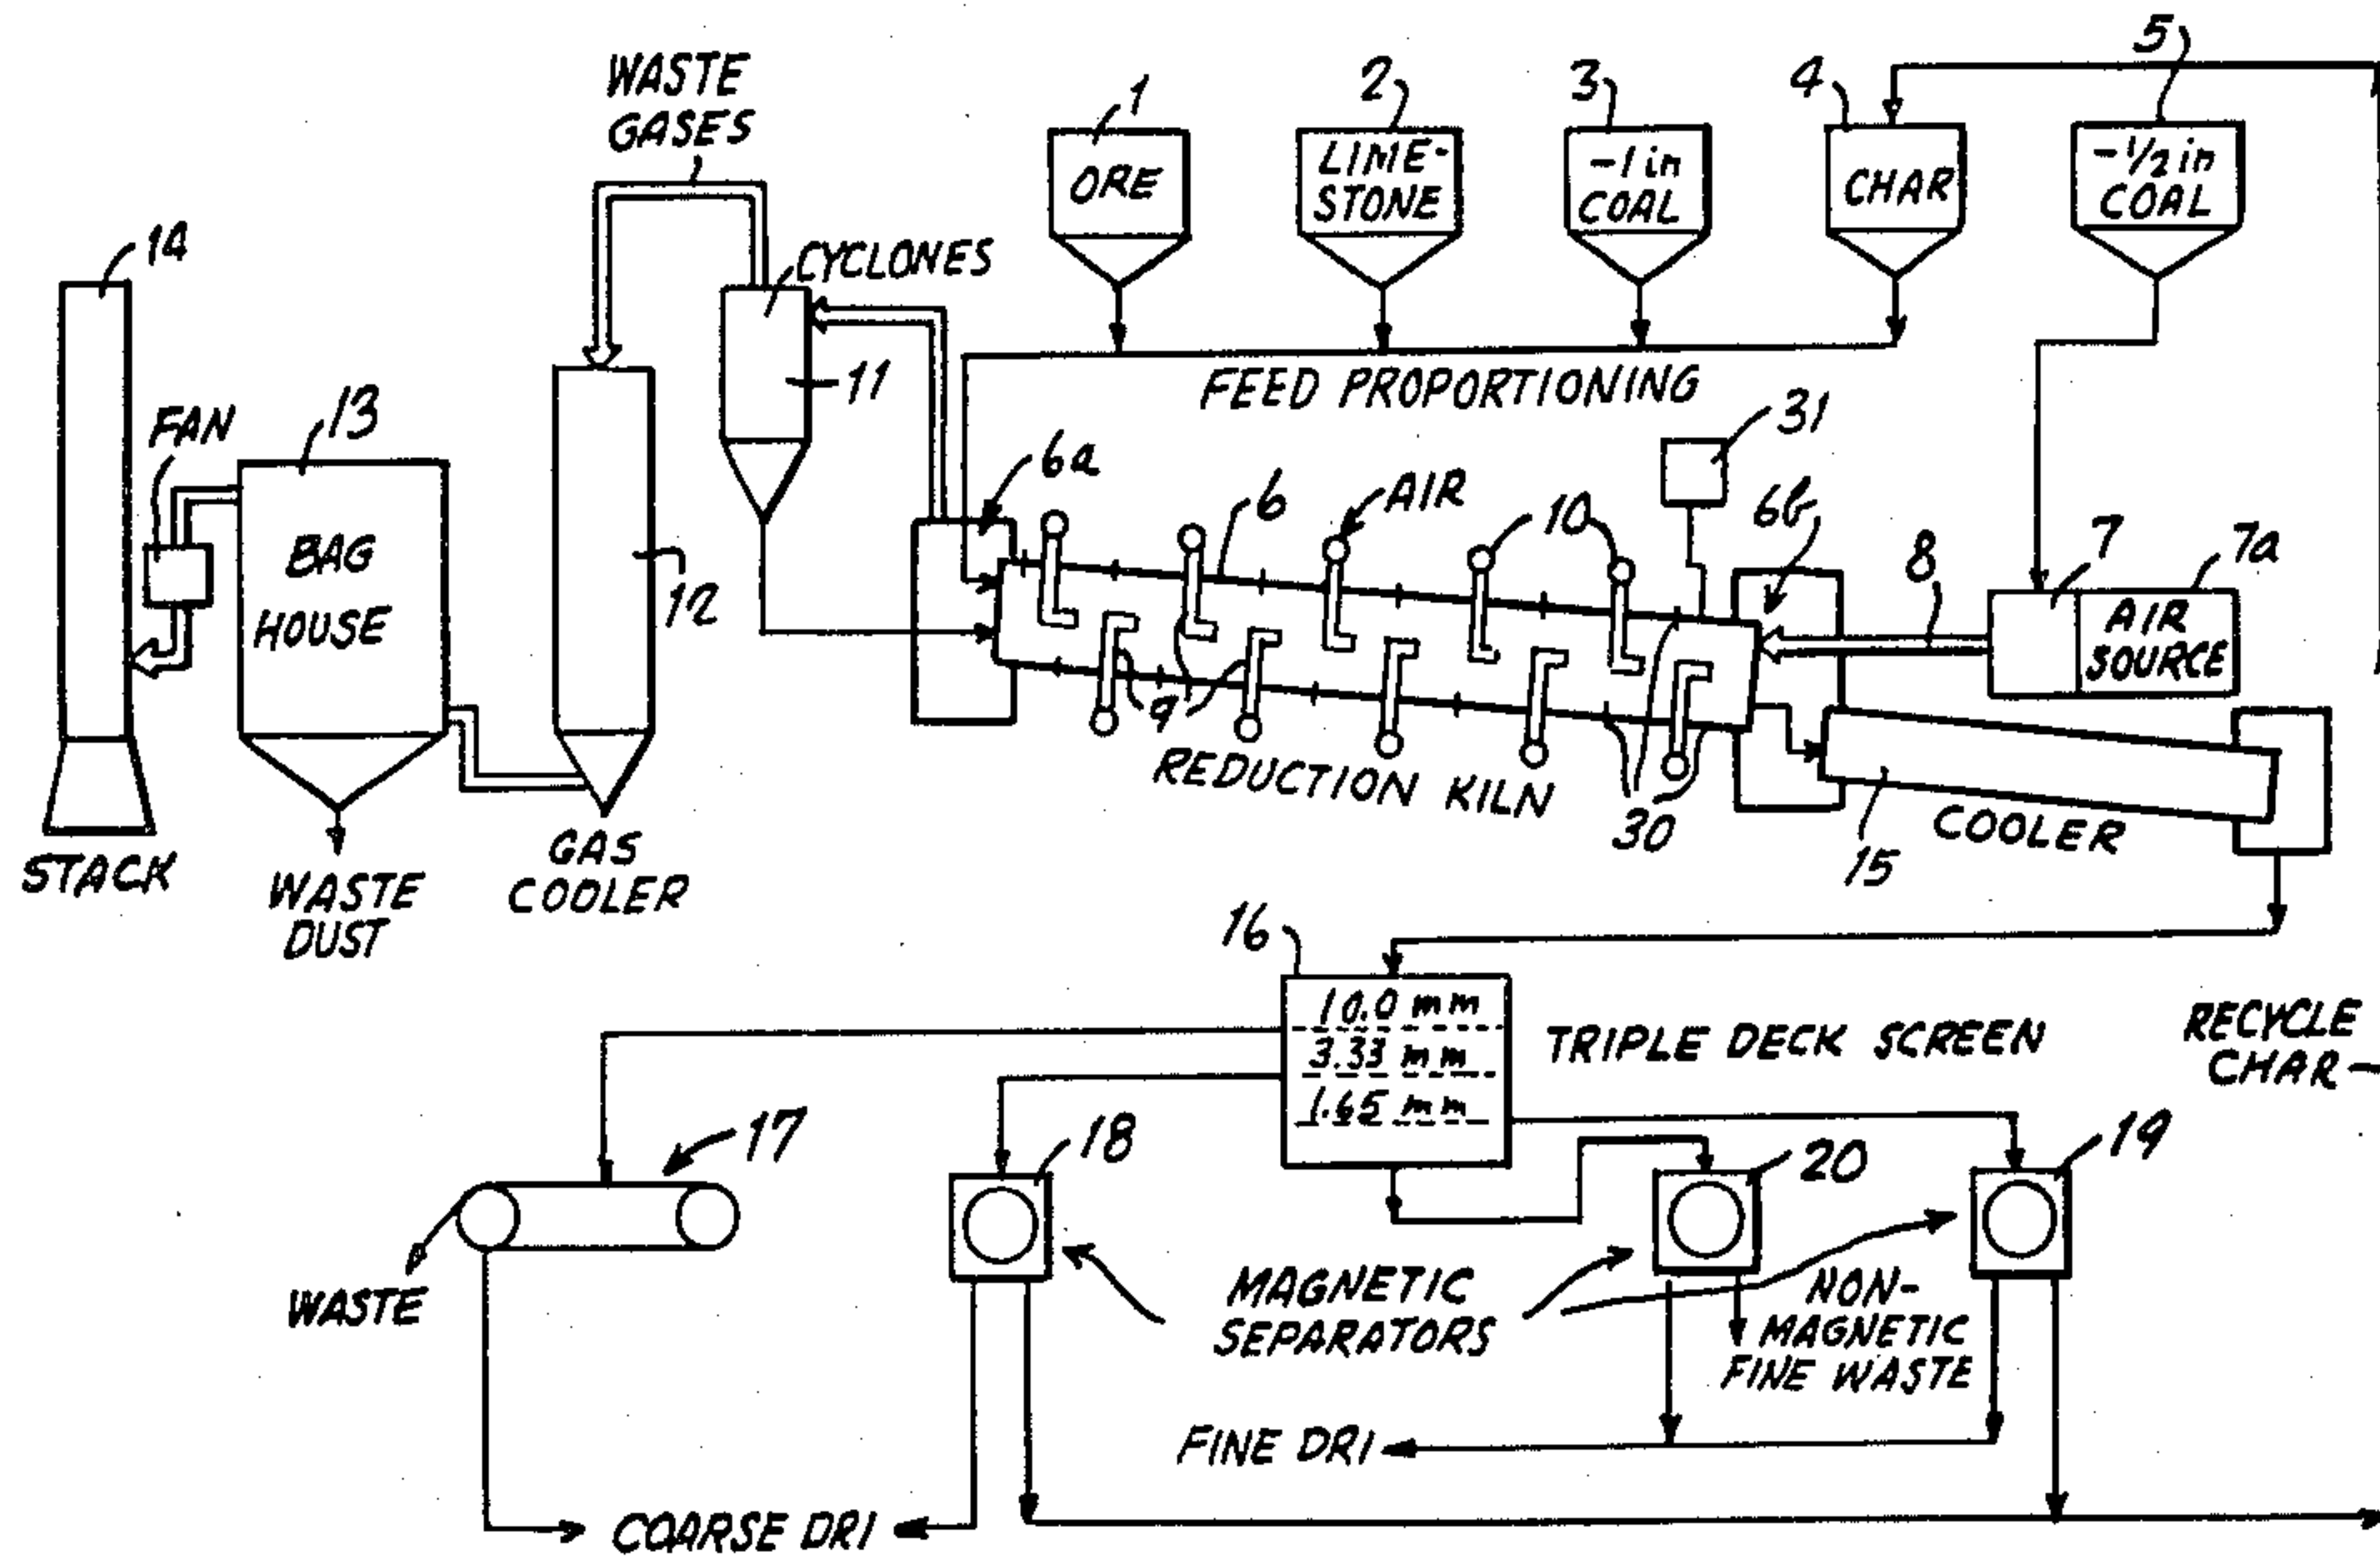 5
1
2
3
4
WASTE
GASES
ORE
LIME-
STONE
-1 in
COAL
CHAR
-1/2 in
COAL
14
CYCLONES
11
FEED PROPORTIONING
13
FAN
31
6a
6
AIR
10
6b
7
7a
8
BAG
HOUSE
12
AIR
SOURCE
9
REDUCTION KILN
30
COOLER
15
STACK
WASTE
DUST
GAS
COOLER
16
10.0 mm
3.33 mm
1.65 mm
TRIPLE DECK SCREEN
RECYCLE
CHAR
17
18
20
19
WASTE
MAGNETIC
SEPARATORS
NON-
MAGNETIC
FINE WASTE
FINE DRI
COARSE DRI